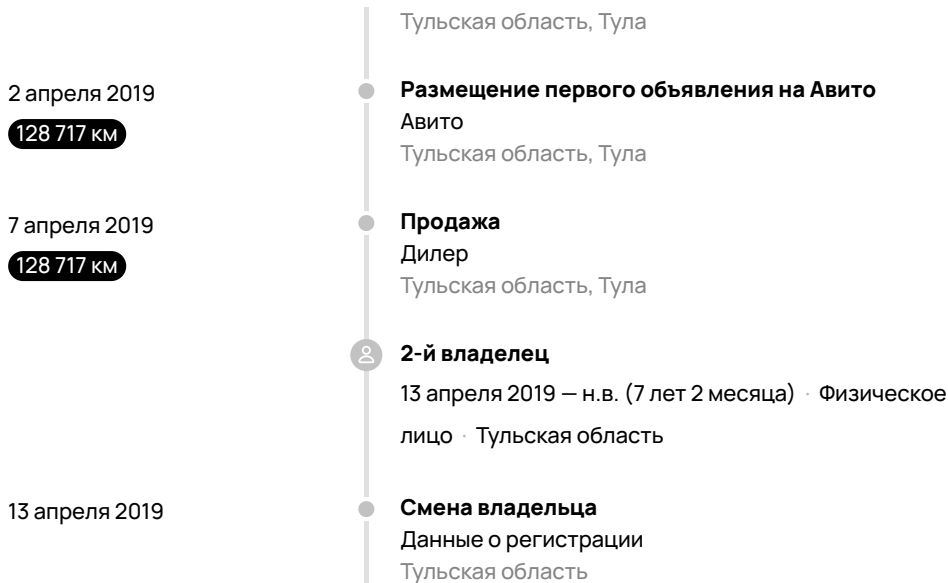 Тульская область, Тула
2 апреля 2019
Размещение первого объявления на Авито
128 717 км
Авито
Тульская область, Тула
7 апреля 2019
Продажа
128 717 км
Дилер
Тульская область, Тула
2-й владелец
13 апреля 2019 — н.в. (7 лет 2 месяца) · Физическое
лицо · Тульская область
13 апреля 2019
Смена владельца
Данные о регистрации
Тульская область